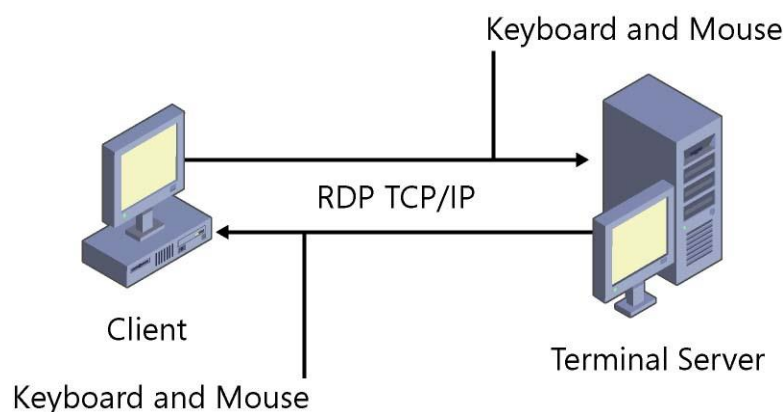 Keyboard and Mouse
RDP TCP/IP
Client
Terminal Server
Keyboard and Mouse